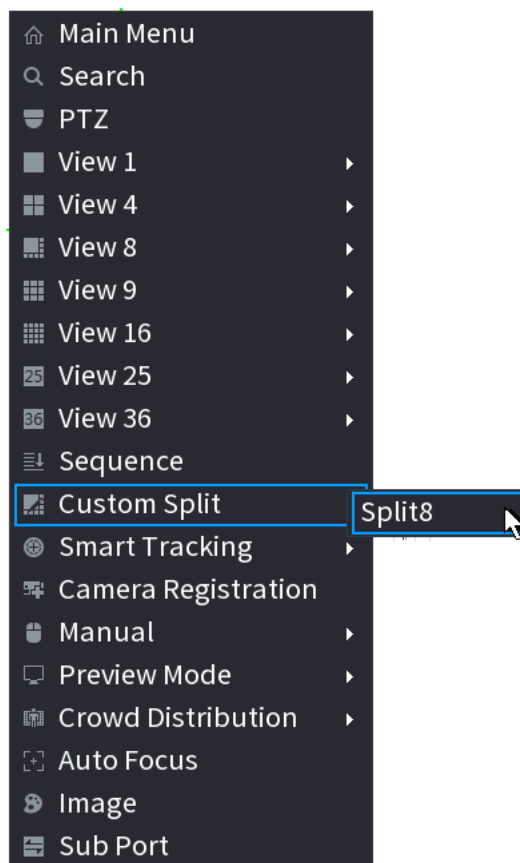 Main Menu
Search
PTZ
View 1
View 4
View 8
View 9
View 16
25 View 25
36 View 36
Sequence
Custom Split
Split8
Smart Tracking
Camera Registration
Manual
Preview Mode
Crowd Distribution
Auto Focus
Image
Sub Port